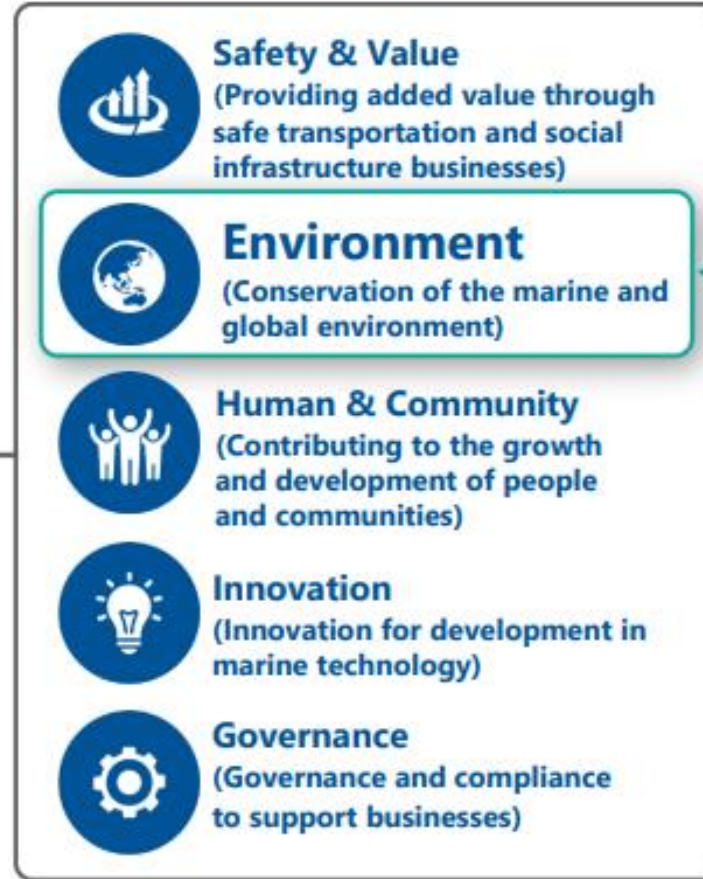 Safety & Value
(Providing added value through
safe transportation and social
infrastructure businesses)
Environment
(Conservation of the marine and
global environment)
Human & Community
(Contributing to the growth
and development of people
and communities)
Innovation
(Innovation for development in
marine technology)
Governance
(Governance and compliance
to support businesses)